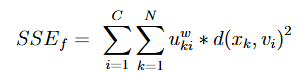 $$SSE_f = \sum_{i=1}^{C} \sum_{k=1}^{N} u_{ki}^{w} * d(x_k, v_i)^2$$